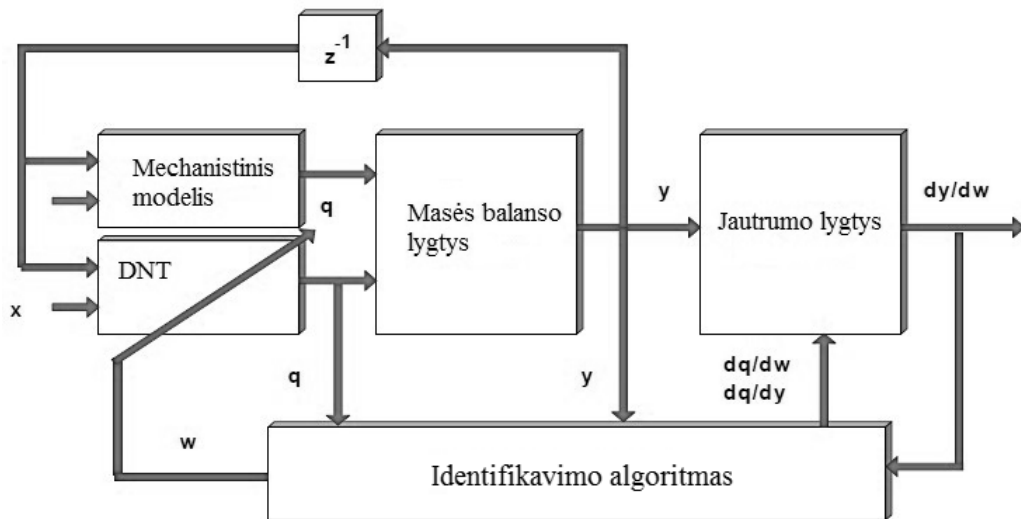 z⁻¹
Mechanistinis
modelis
q
Masės balanso
lygtys
y
Jautrumo lygtys
dy/dw
DNT
x
q
y
dq/dw
dq/dy
w
Identifikavimo algoritmas